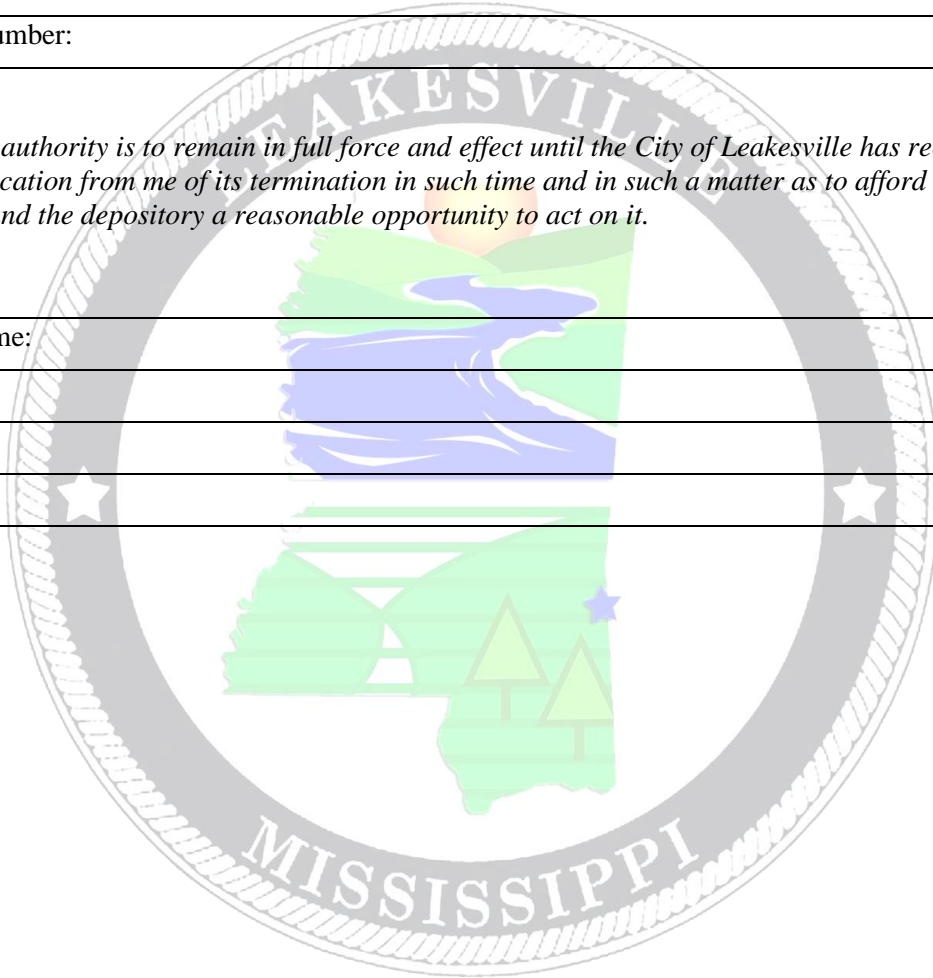 umber:
LEAKESVILLE
authority is to remain in full force and effect until the City of Leakesville has re
cation from me of its termination in such time and in such a matter as to afford
nd the depository a reasonable opportunity to act on it.
me:
MISSISSIPPI